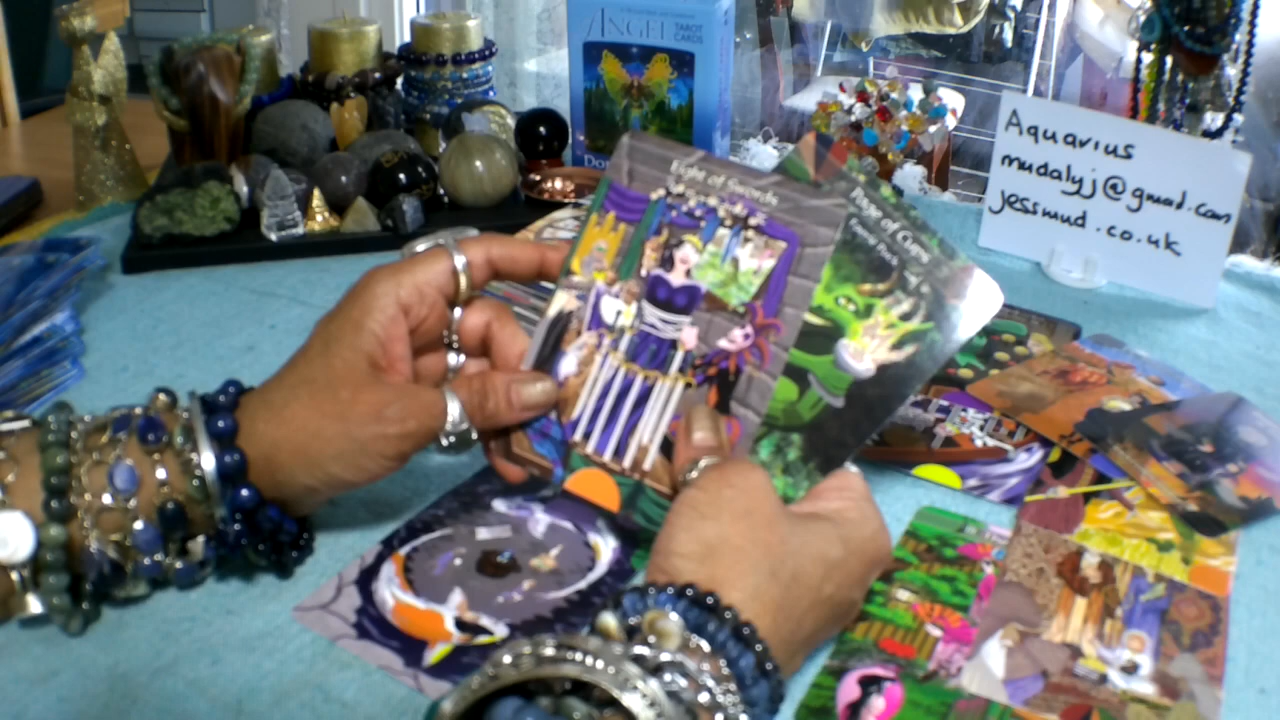 ANGEL
TAROT
CARDS
Eight of Swords
Page of Cups
Aquarius
mudalyj@gmail.com
jessmud.co.uk